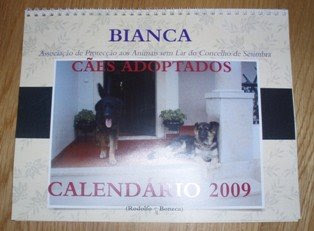 BIANCA
Associação de Protecção aos Animais sem Lar do Concelho de Sesimbra
CÃES ADOPTADOS
CALENDÁRIO 2009
(Rodolfo e Boneca)